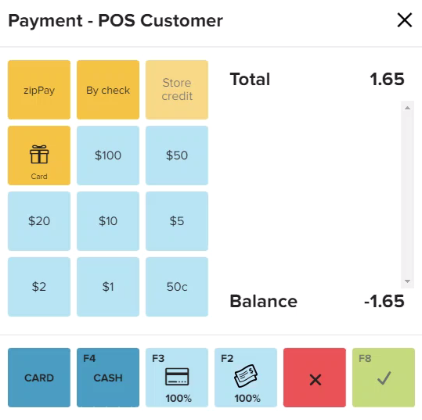 Payment - POS Customer
zipPay
By check
Store
credit
Total 1.65
Card
$100
$50
$20
$10
$5
$2
$1
50c
Balance -1.65
CARD
F4
CASH
F3
100%
F2
100%
F8